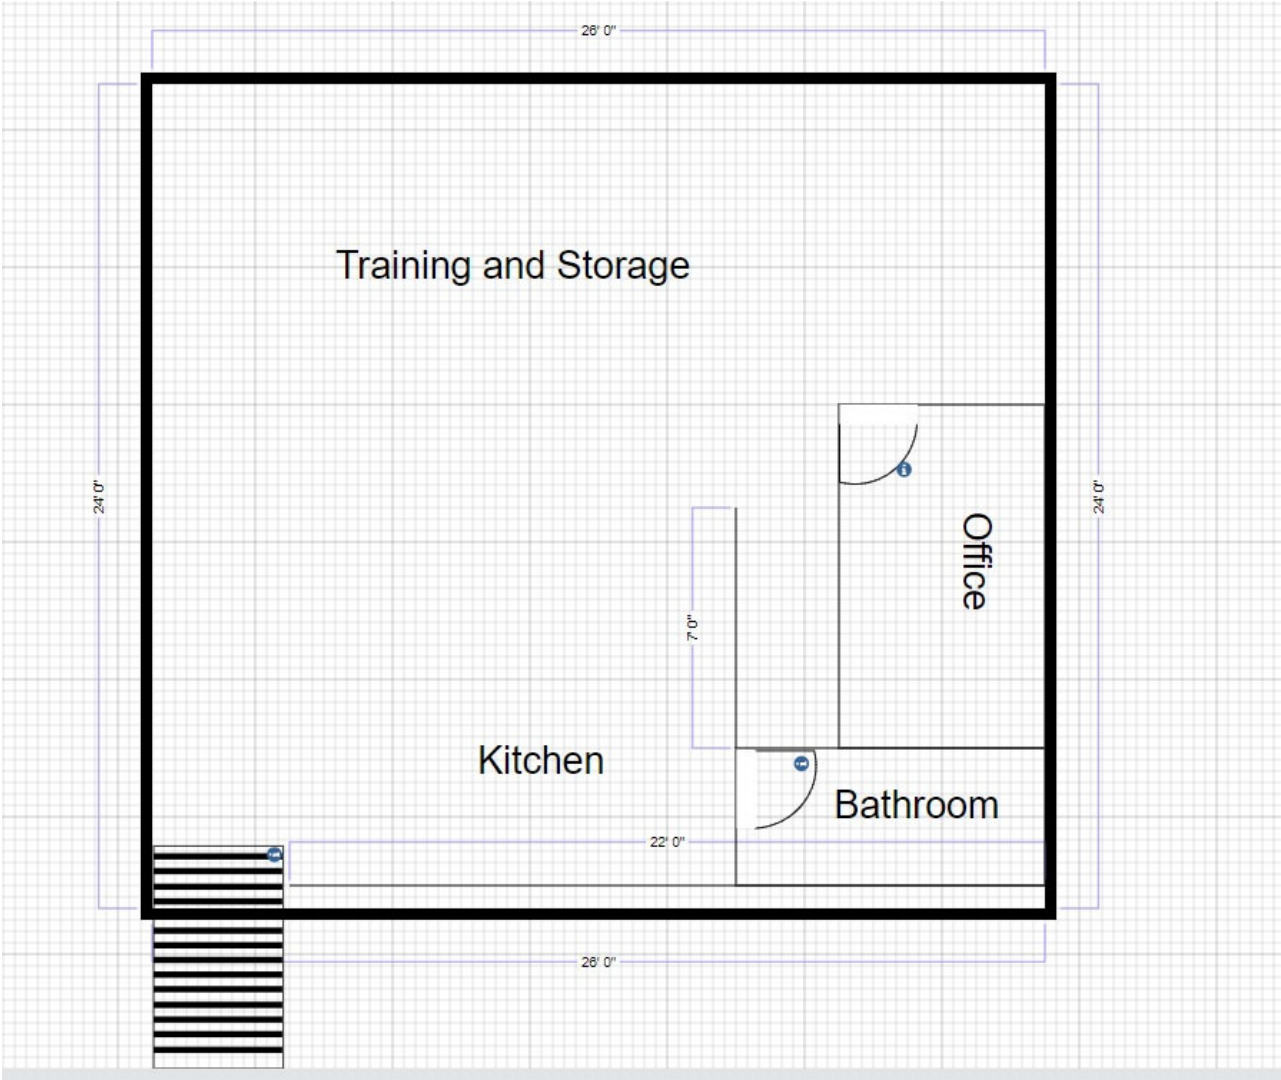 26' 0"
Training and Storage
24' 0"
24' 0"
Office
7' 0"
Kitchen
Bathroom
22' 0"
26' 0"